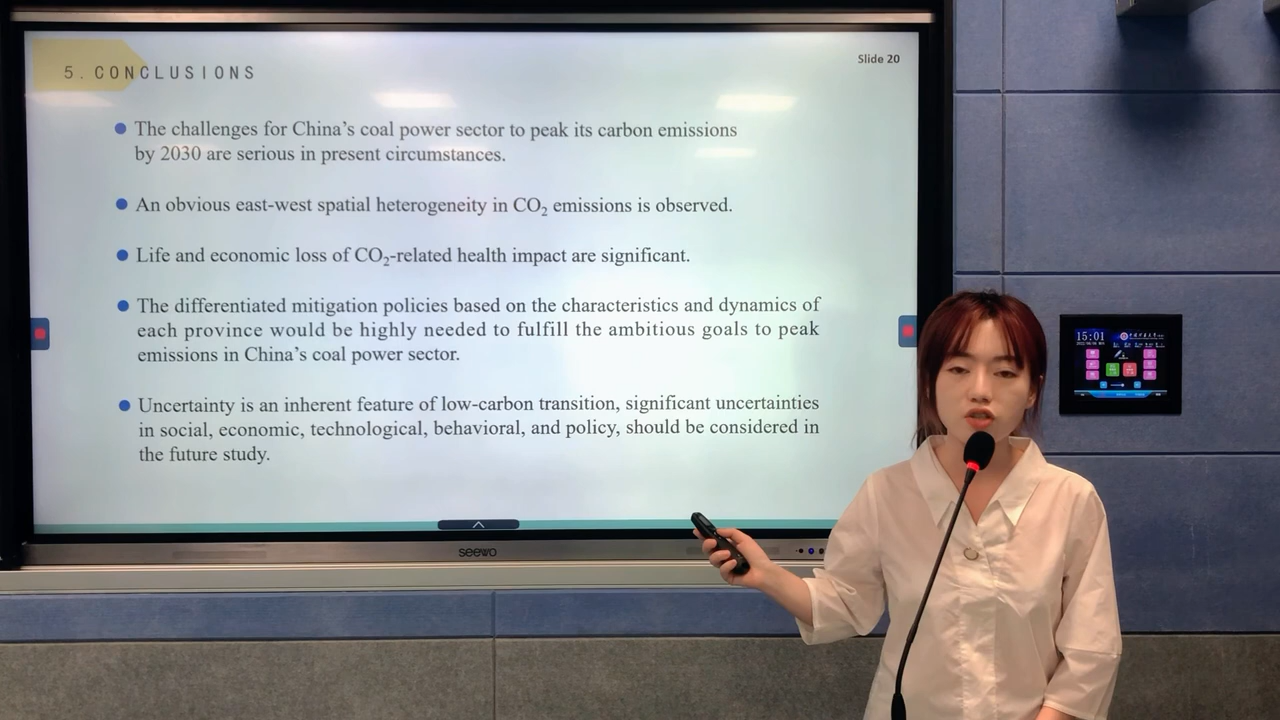 5. CONCLUSIONS
Slide 20
● The challenges for China's coal power sector to peak its carbon emissions
by 2030 are serious in present circumstances.
● An obvious east-west spatial heterogeneity in CO₂ emissions is observed.
● Life and economic loss of CO₂-related health impact are significant.
● The differentiated mitigation policies based on the characteristics and dynamics of
each province would be highly needed to fulfill the ambitious goals to peak
emissions in China's coal power sector.
● Uncertainty is an inherent feature of low-carbon transition, significant uncertainties
in social, economic, technological, behavioral, and policy, should be considered in
the future study.
seewo
15:01